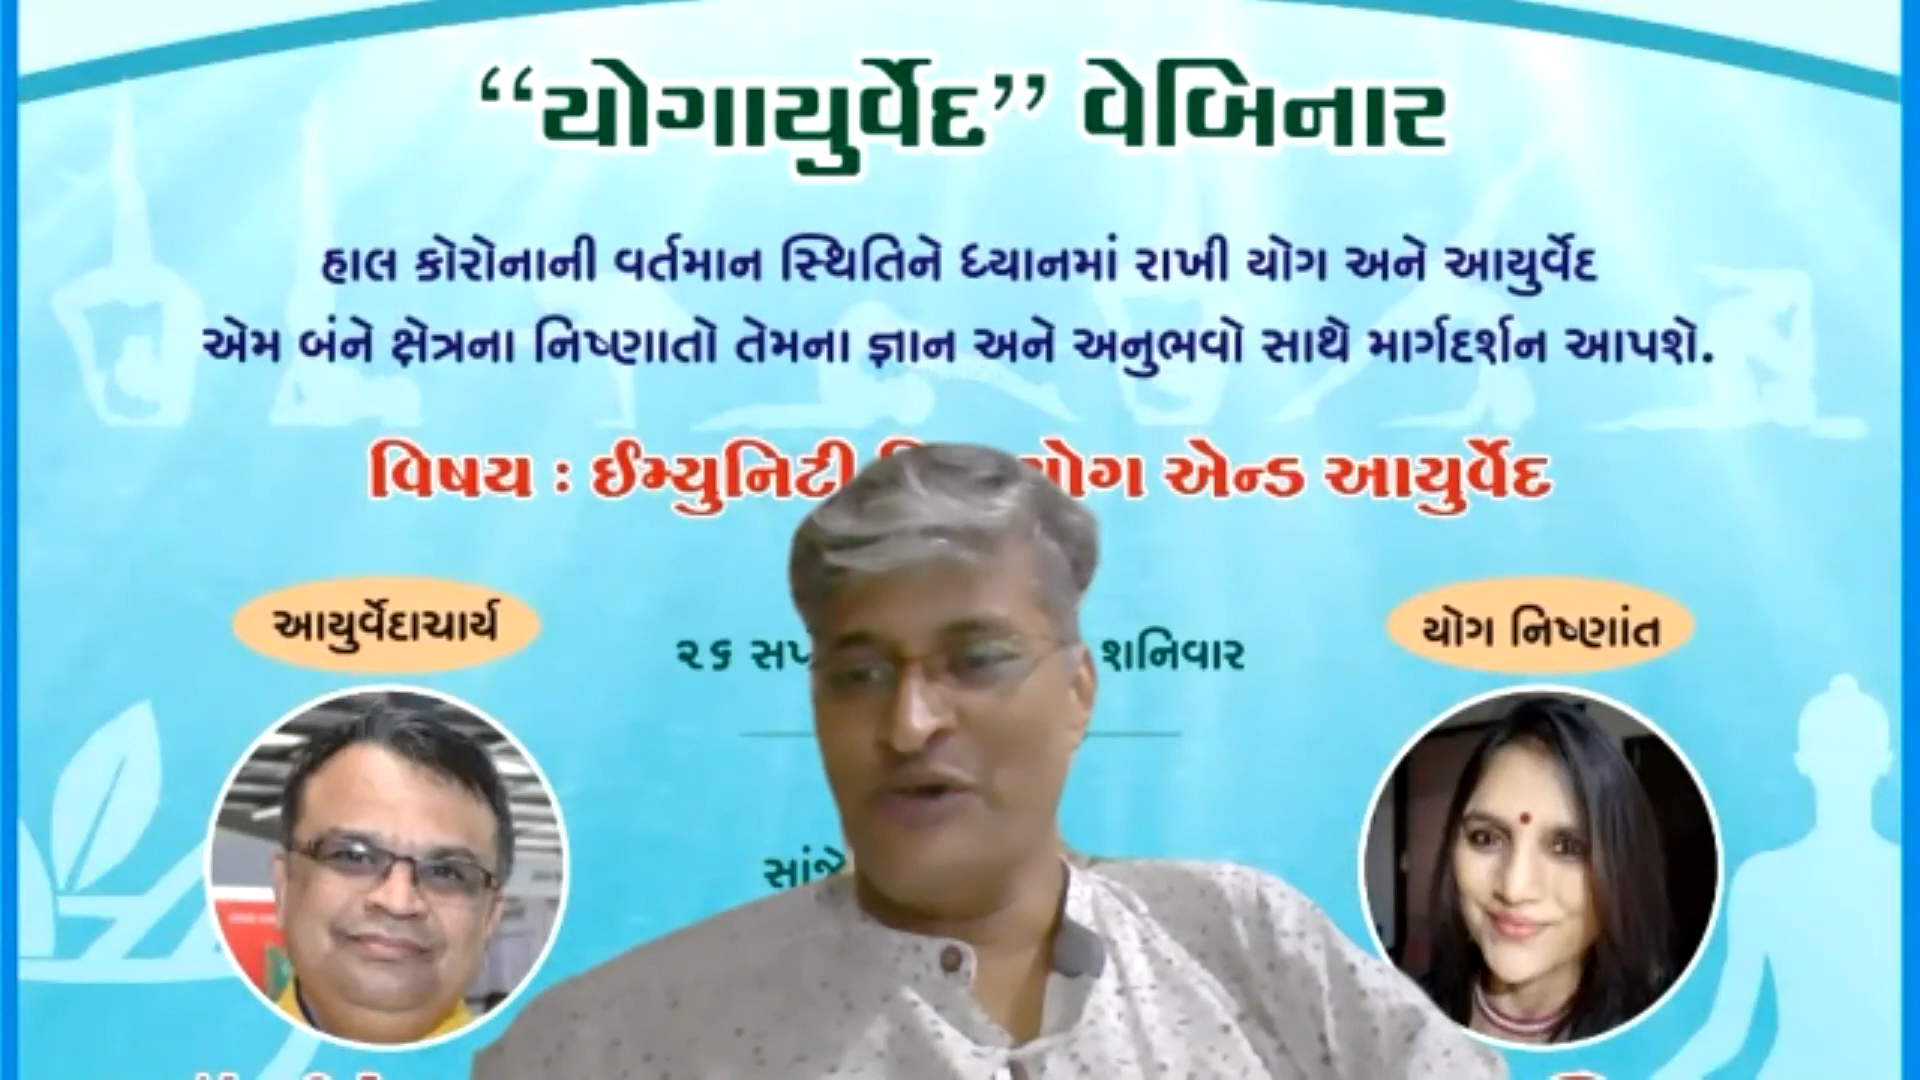 “યોગાયુર્વેદ” વેબિનાર
હાલ કોરોનાની વર્તમાન સ્થિતિને ધ્યાનમાં રાખી યોગ અને આયુર્વેદ
એમ બંને ક્ષેત્રના નિષ્ણાતો તેમના જ્ઞાન અને અનુભવો સાથે માર્ગદર્શન આપશે.
વિષય : ઈમ્યુનિટી યોગ એન્ડ આયુર્વેદ
આયુર્વેદાચાર્ય
યોગ નિષ્ણાંત
૨૬ શનિવાર
સાંજે